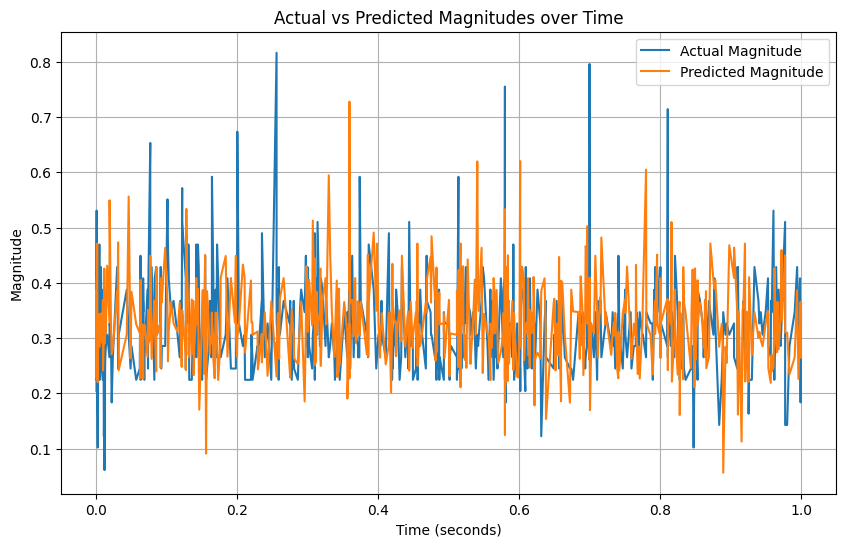 Actual vs Predicted Magnitudes over Time
Actual Magnitude
Predicted Magnitude
Magnitude
0.8
0.7
0.6
0.5
0.4
0.3
0.2
0.1
0.0 0.2 0.4 0.6 0.8 1.0
Time (seconds)